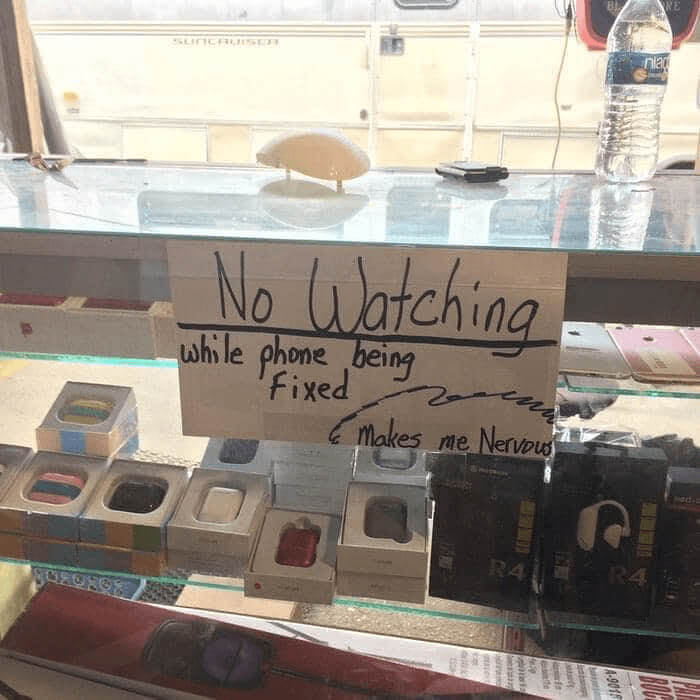 SUNCRUISER
No Watching
while phone being
Fixed
Makes me Nervous
R4
R4